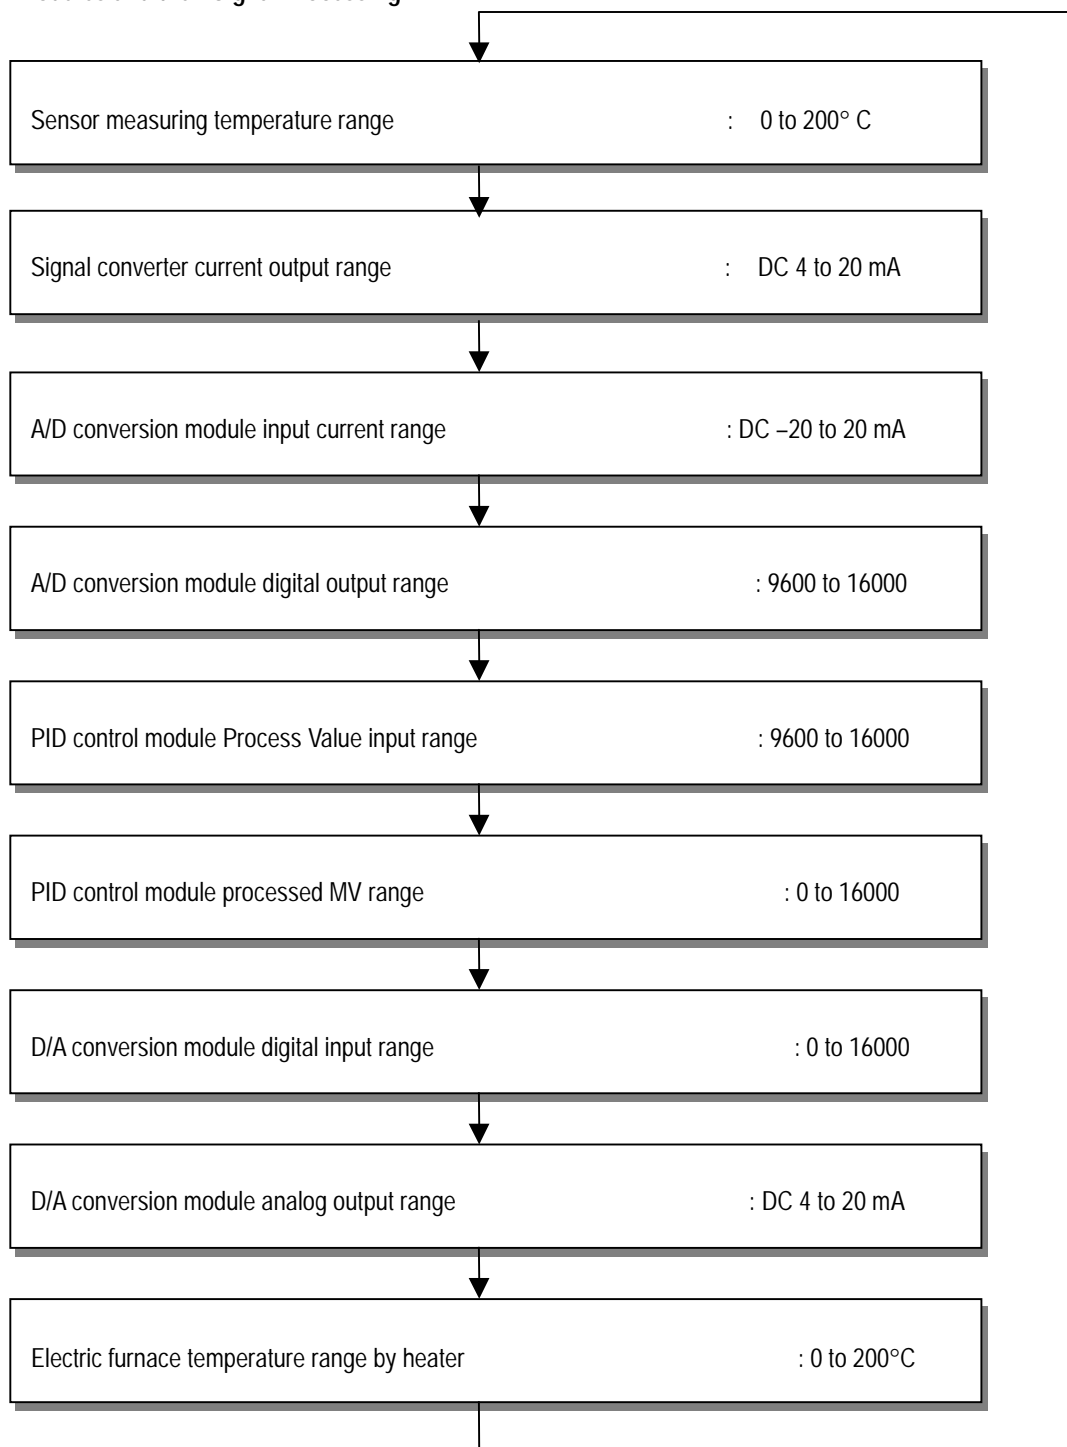 Sensor measuring temperature range : 0 to 200° C
Signal converter current output range : DC 4 to 20 mA
A/D conversion module input current range : DC –20 to 20 mA
A/D conversion module digital output range : 9600 to 16000
PID control module Process Value input range : 9600 to 16000
PID control module processed MV range : 0 to 16000
D/A conversion module digital input range : 0 to 16000
D/A conversion module analog output range : DC 4 to 20 mA
Electric furnace temperature range by heater : 0 to 200°C